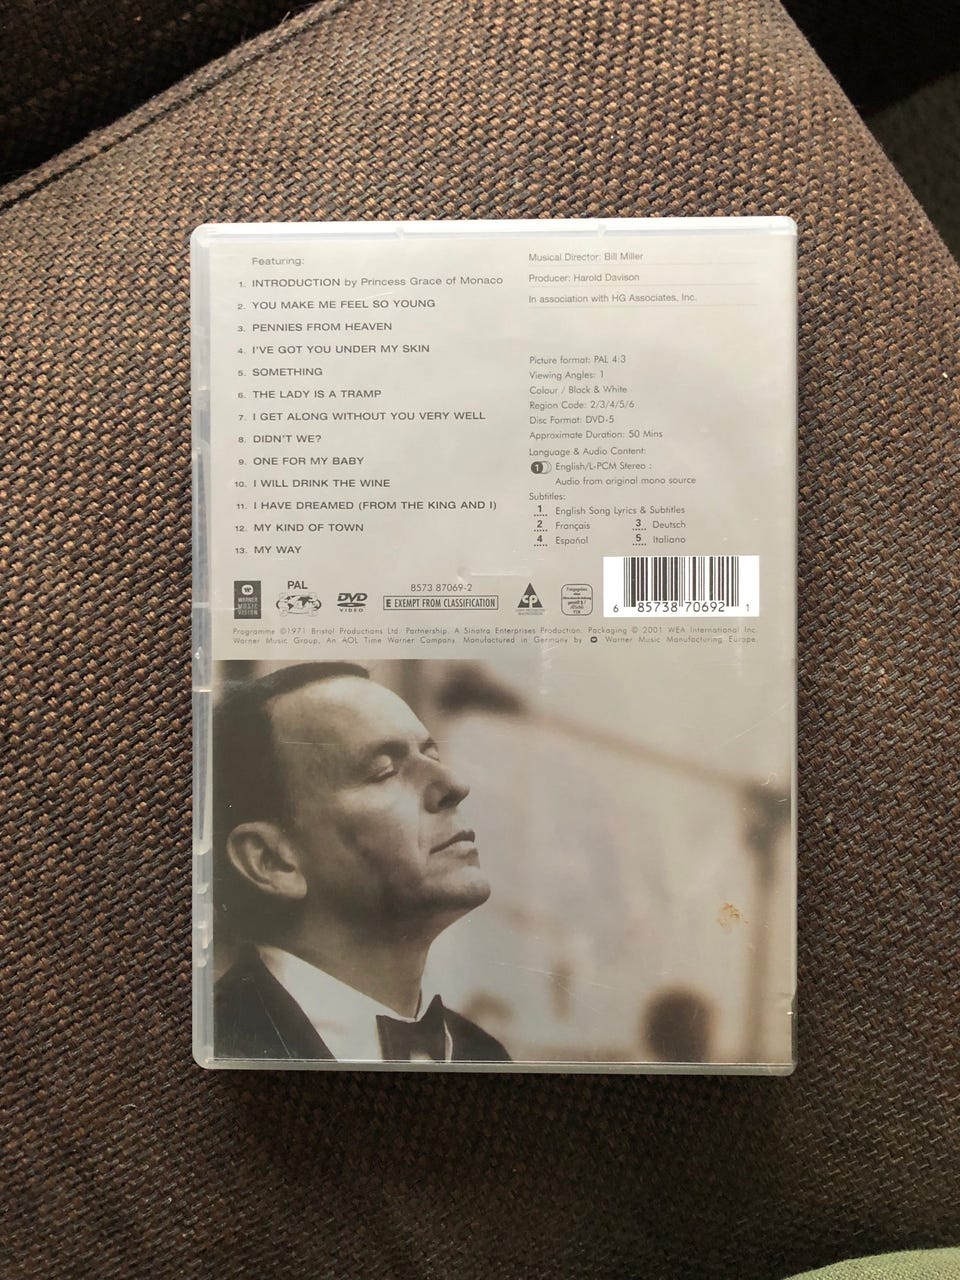 Featuring:
1. INTRODUCTION by Princess Grace of Monaco
2. YOU MAKE ME FEEL SO YOUNG
3. PENNIES FROM HEAVEN
4. I'VE GOT YOU UNDER MY SKIN
5. SOMETHING
6. THE LADY IS A TRAMP
7. I GET ALONG WITHOUT YOU VERY WELL
8. DIDN'T WE?
9. ONE FOR MY BABY
10. I WILL DRINK THE WINE
11. I HAVE DREAMED (FROM THE KING AND I)
12. MY KIND OF TOWN
13. MY WAY
Musical Director: Bill Miller
Producer: Harold Davison
In association with HG Associates, Inc.
Picture format: PAL 4:3
Viewing Angles: 1
Colour / Black & White
Region Code: 2/3/4/5/6
Disc Format: DVD-5
Approximate Duration: 50 Mins
Language & Audio Content:
1 English/L-PCM Stereo :
Audio from original mono source
Subtitles:
1 English Song Lyrics & Subtitles
2 Français 3 Deutsch
4 Español 5 Italiano
WARNER
MUSIC
VISION
PAL
DVD
VIDEO
8573 87069-2
E EXEMPT FROM CLASSIFICATION
6 85738 70692 1
Programme ©1971 Bristol Productions Ltd. Partnership. A Sinatra Enterprises Production. Packaging © 2001 WEA International Inc.
Warner Music Group, An AOL Time Warner Company. Manufactured in Germany by Warner Music Manufacturing Europe.